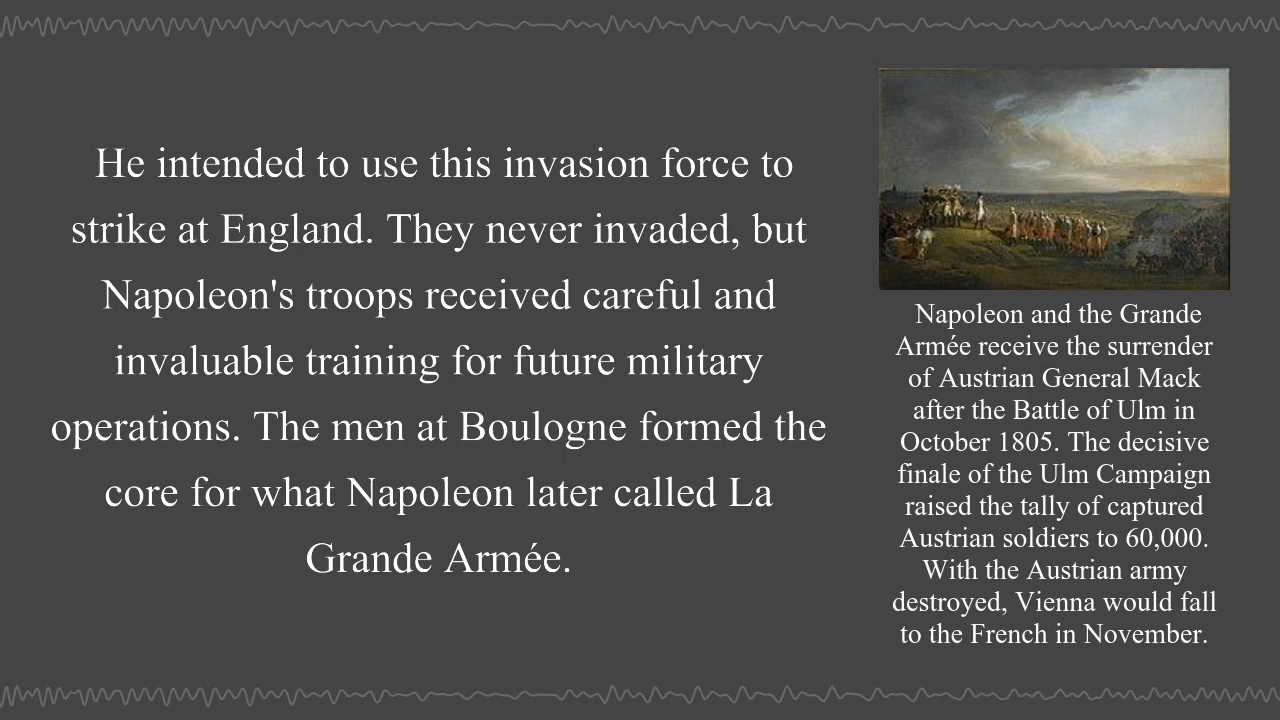 He intended to use this invasion force to
strike at England. They never invaded, but
Napoleon's troops received careful and
invaluable training for future military
operations. The men at Boulogne formed the
core for what Napoleon later called La
Grande Armée.
Napoleon and the Grande
Armée receive the surrender
of Austrian General Mack
after the Battle of Ulm in
October 1805. The decisive
finale of the Ulm Campaign
raised the tally of captured
Austrian soldiers to 60,000.
With the Austrian army
destroyed, Vienna would fall
to the French in November.